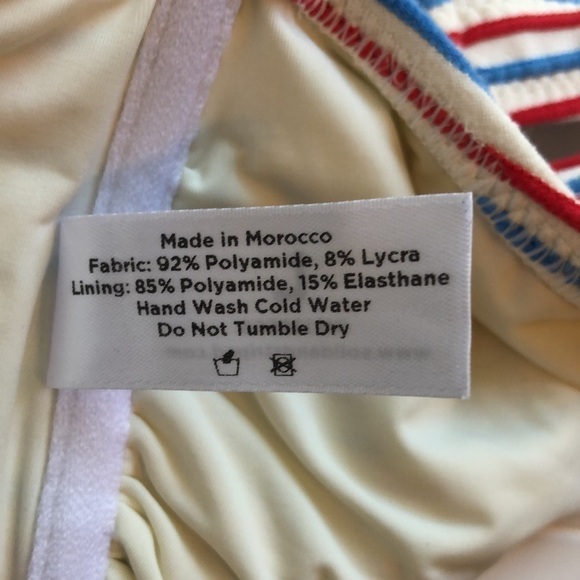 Made in Morocco
Fabric: 92% Polyamide, 8% Lycra
Lining: 85% Polyamide, 15% Elasthane
Hand Wash Cold Water
Do Not Tumble Dry